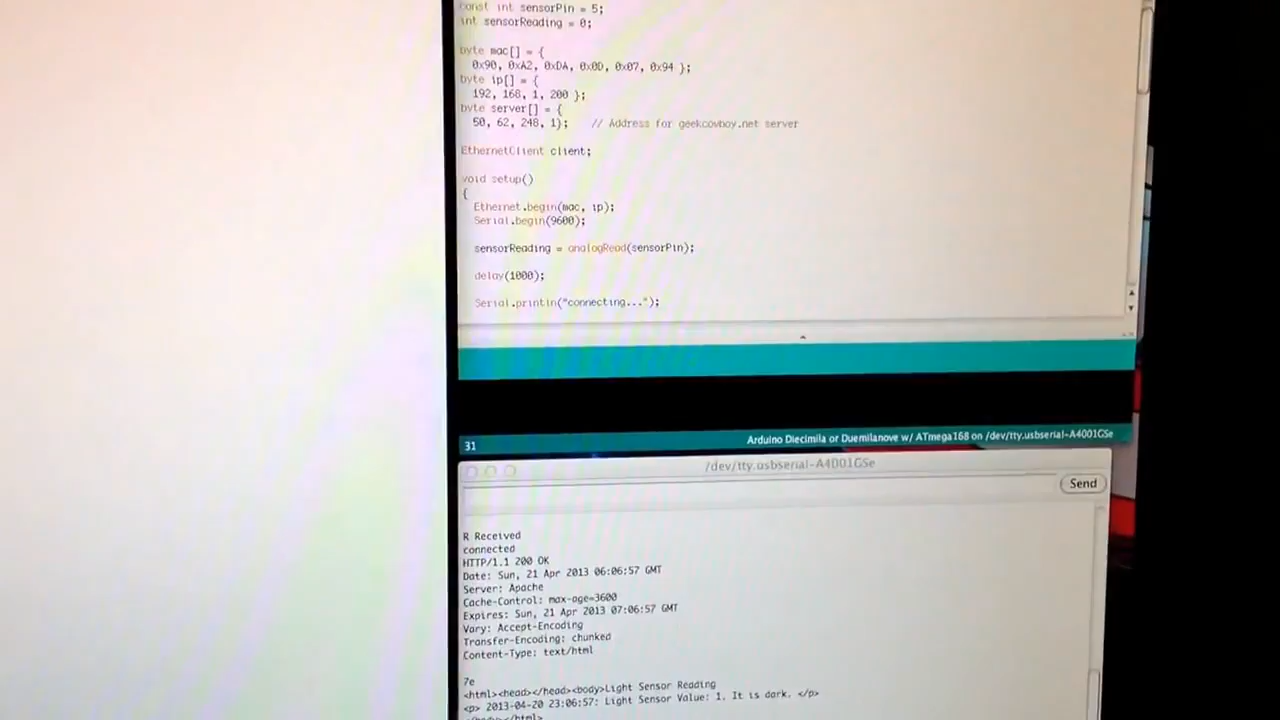 const int sensorPin = 5;
int sensorReading = 0;
byte mac[] = {
0x90, 0xA2, 0xDA, 0x0D, 0x07, 0x94 };
byte ip[] = {
192, 168, 1, 200 };
byte server[] = {
50, 62, 248, 1}; // Address for geekcowboy.net server
EthernetClient client;
void setup()
{
Ethernet.begin(mac, ip);
Serial.begin(9600);
sensorReading = analogRead(sensorPin);
delay(1000);
Serial.println("connecting...");
31
Arduino Diecimila or Duemilanove w/ ATmega168 on /dev/tty.usbserial-A4001GSe
/dev/tty.usbserial-A4001GSe
Send
R Received
connected
HTTP/1.1 200 OK
Date: Sun, 21 Apr 2013 06:06:57 GMT
Server: Apache
Cache-Control: max-age=3600
Expires: Sun, 21 Apr 2013 07:06:57 GMT
Vary: Accept-Encoding
Transfer-Encoding: chunked
Content-Type: text/html
7e
<html><head></head><body>Light Sensor Reading
<p> 2013-04-20 23:06:57: Light Sensor Value: 1. It is dark. </p>
</body></html>